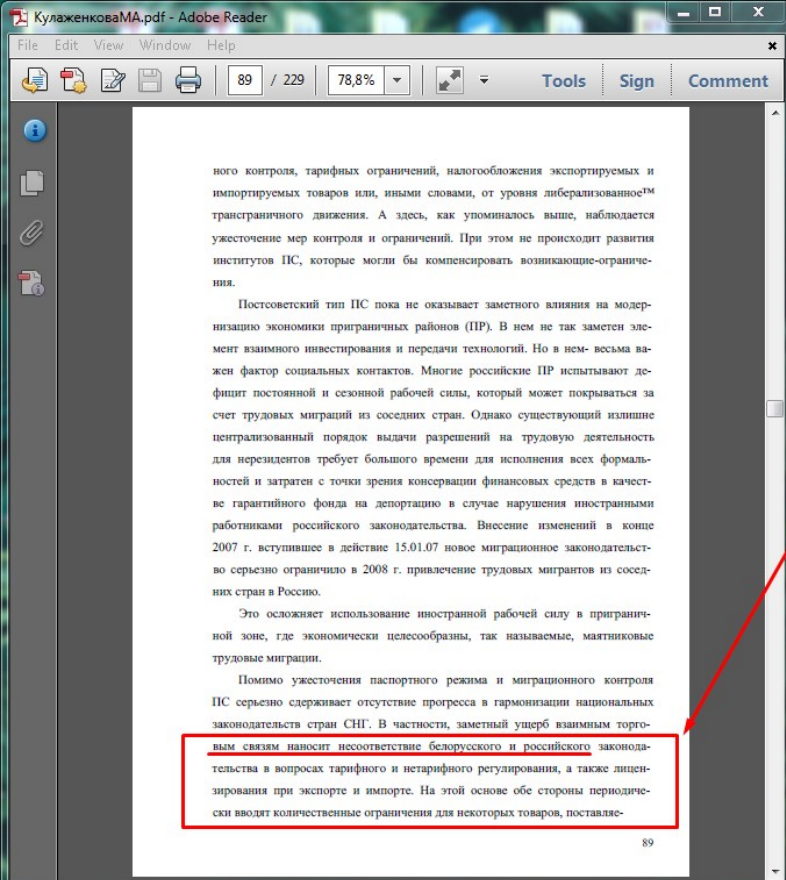 КулаженковаМА.pdf - Adobe Reader
File Edit View Window Help
89 / 229 78,8% Tools Sign Comment
ного контроля, тарифных ограничений, налогообложения экспортируемых и
импортируемых товаров или, иными словами, от уровня либерализованное™
трансграничного движения. А здесь, как упоминалось выше, наблюдается
ужесточение мер контроля и ограничений. При этом не происходит развития
институтов ПС, которые могли бы компенсировать возникающие-ограниче-
ния.
Постсоветский тип ПС пока не оказывает заметного влияния на модер-
низацию экономики приграничных районов (ПР). В нем не так заметен эле-
мент взаимного инвестирования и передачи технологий. Но в нем- весьма ва-
жен фактор социальных контактов. Многие российские ПР испытывают де-
фицит постоянной и сезонной рабочей силы, который может покрываться за
счет трудовых миграций из соседних стран. Однако существующий излишне
централизованный порядок выдачи разрешений на трудовую деятельность
для нерезидентов требует большого времени для исполнения всех формаль-
ностей и затратен с точки зрения консервации финансовых средств в качест-
ве гарантийного фонда на депортацию в случае нарушения иностранными
работниками российского законодательства. Внесение изменений в конце
2007 г. вступившее в действие 15.01.07 новое миграционное законодательст-
во серьезно ограничило в 2008 г. привлечение трудовых мигрантов из сосед-
них стран в Россию.
Это осложняет использование иностранной рабочей силу в приграничной-
ной зоне, где экономически целесообразны, так называемые, маятниковые
трудовые миграции.
Помимо ужесточения паспортного режима и миграционного контроля
ПС серьезно сдерживает отсутствие прогресса в гармонизации национальных
законодательств стран СНГ. В частности, заметный ущерб взаимным торго-
вым связям наносит несоответствие белорусского и российского законода-
тельства в вопросах тарифного и нетарифного регулирования, а также лицен-
зирования при экспорте и импорте. На этой основе обе стороны периодиче-
ски вводят количественные ограничения для некоторых товаров, поставляе-
89